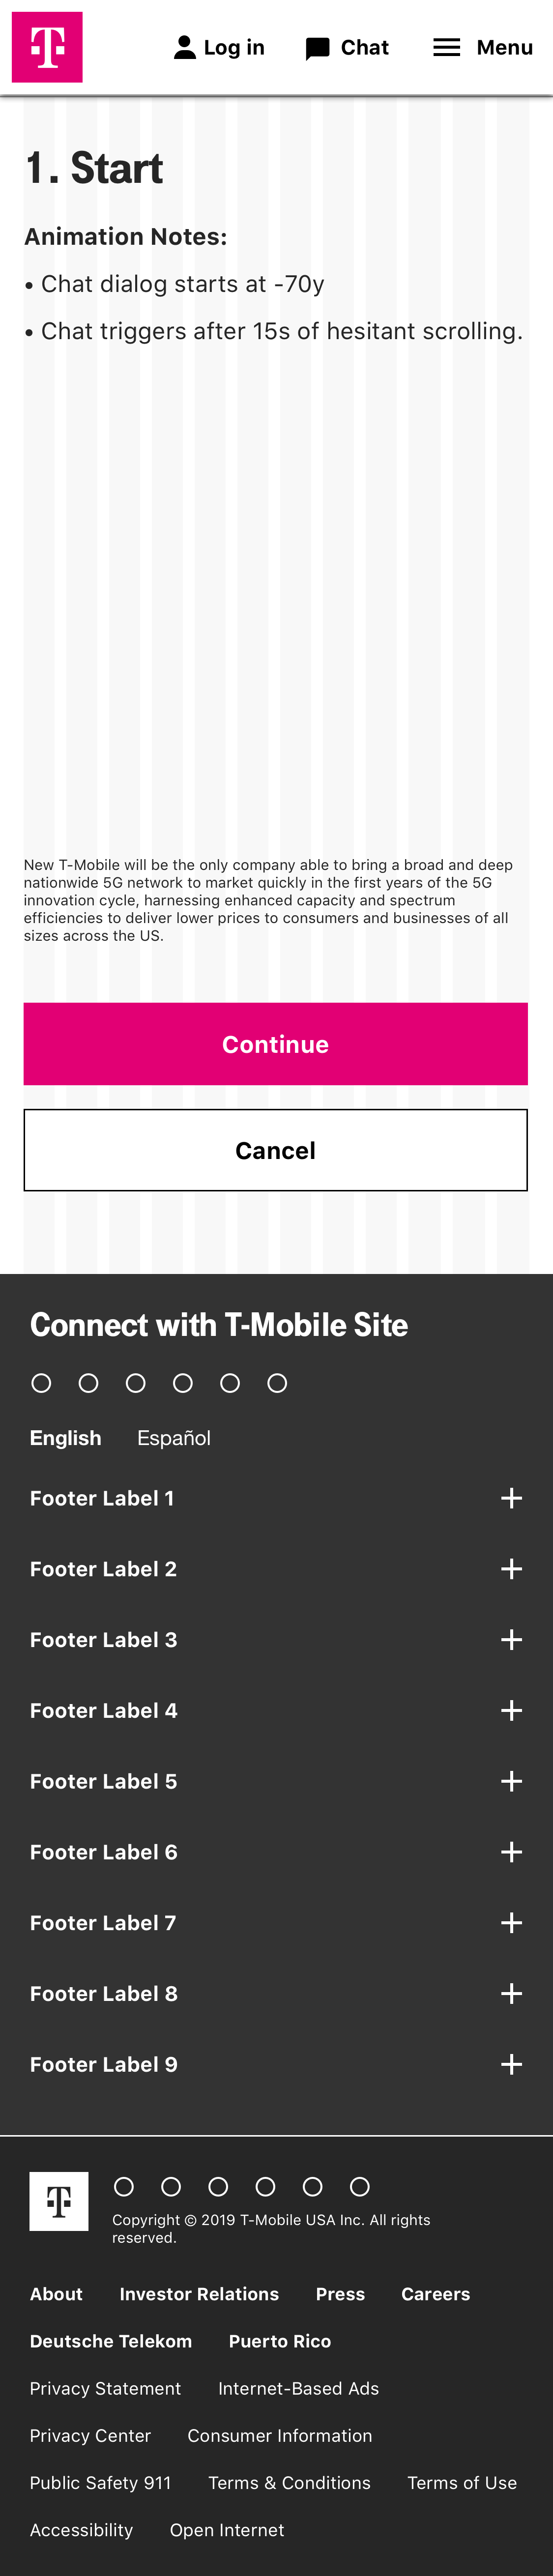 T
Log in
Chat
Menu
1. Start
Animation Notes:
• Chat dialog starts at -70y
• Chat triggers after 15s of hesitant scrolling.
New T-Mobile will be the only company able to bring a broad and deep
nationwide 5G network to market quickly in the first years of the 5G
innovation cycle, harnessing enhanced capacity and spectrum
efficiencies to deliver lower prices to consumers and businesses of all
sizes across the US.
Continue
Cancel
Connect with T-Mobile Site
English Español
Footer Label 1
Footer Label 2
Footer Label 3
Footer Label 4
Footer Label 5
Footer Label 6
Footer Label 7
Footer Label 8
Footer Label 9
T
Copyright © 2019 T-Mobile USA Inc. All rights
reserved.
About Investor Relations Press Careers
Deutsche Telekom Puerto Rico
Privacy Statement Internet-Based Ads
Privacy Center Consumer Information
Public Safety 911 Terms & Conditions Terms of Use
Accessibility Open Internet